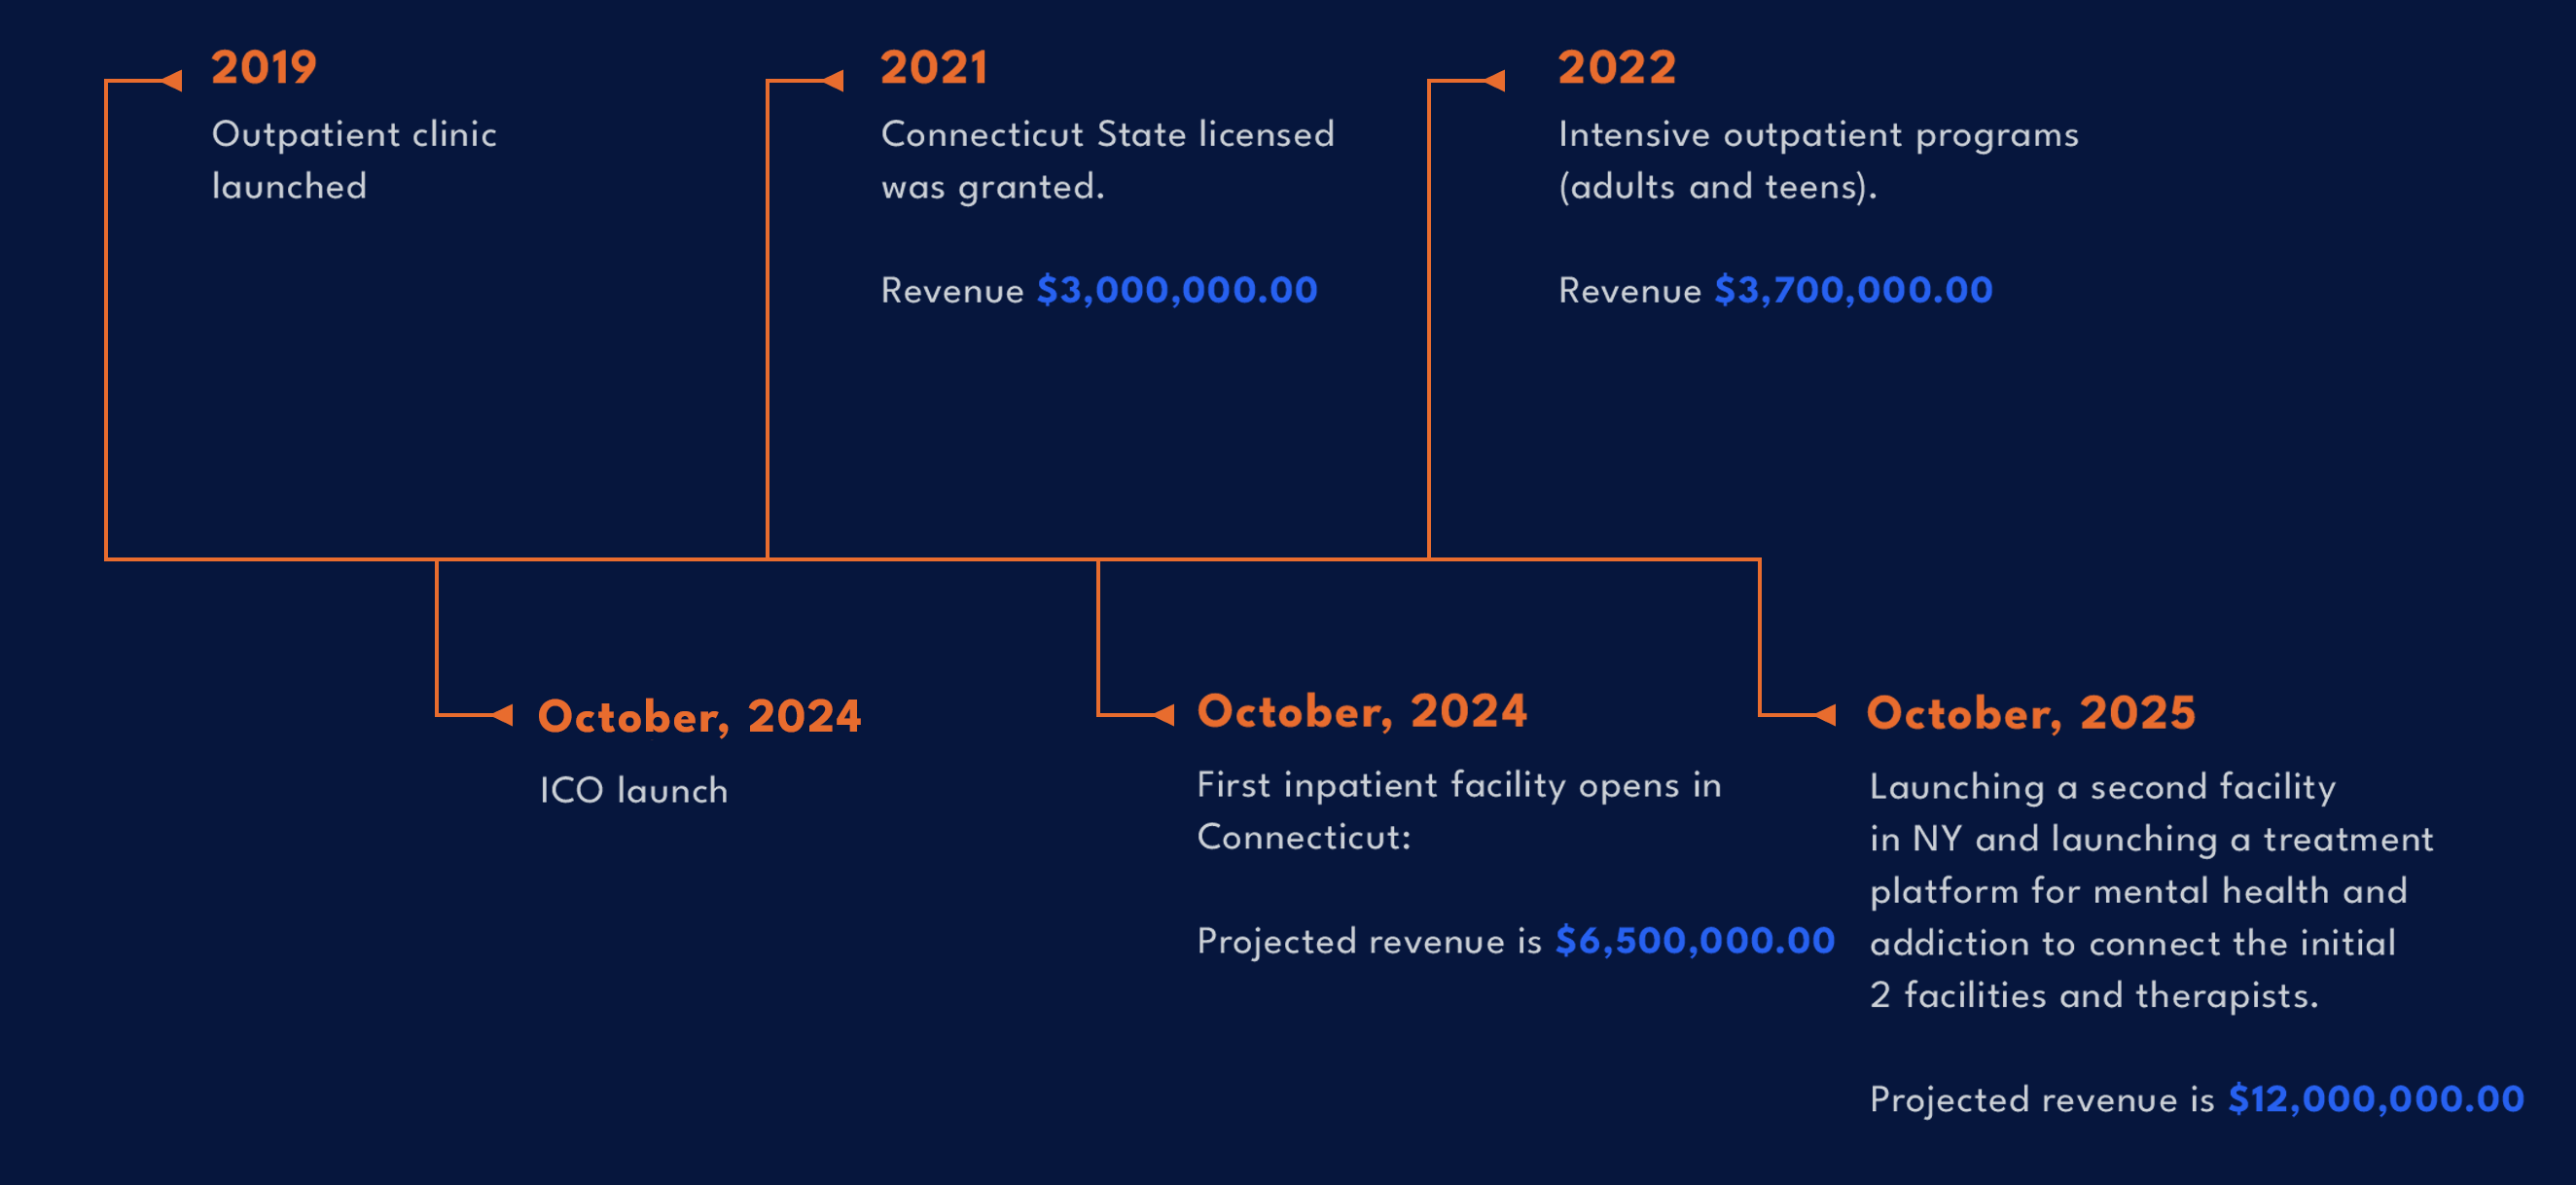 2019
Outpatient clinic
launched
2021
Connecticut State licensed
was granted.
Revenue $3,000,000.00
2022
Intensive outpatient programs
(adults and teens).
Revenue $3,700,000.00
October, 2024
ICO launch
October, 2024
First inpatient facility opens in
Connecticut:
Projected revenue is $6,500,000.00
October, 2025
Launching a second facility
in NY and launching a treatment
platform for mental health and
addiction to connect the initial
2 facilities and therapists.
Projected revenue is $12,000,000.00